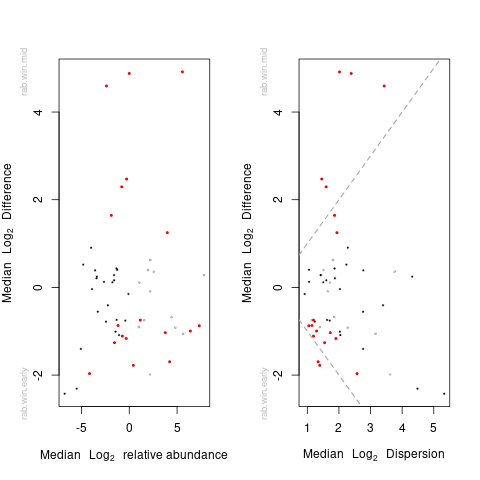 rab.win.mid
rab.win.early
Median Log2 Difference
4
2
0
-2
-5
0
5
Median Log2 relative abundance
rab.win.mid
rab.win.early
Median Log2 Difference
4
2
0
-2
1
2
3
4
5
Median Log2 Dispersion